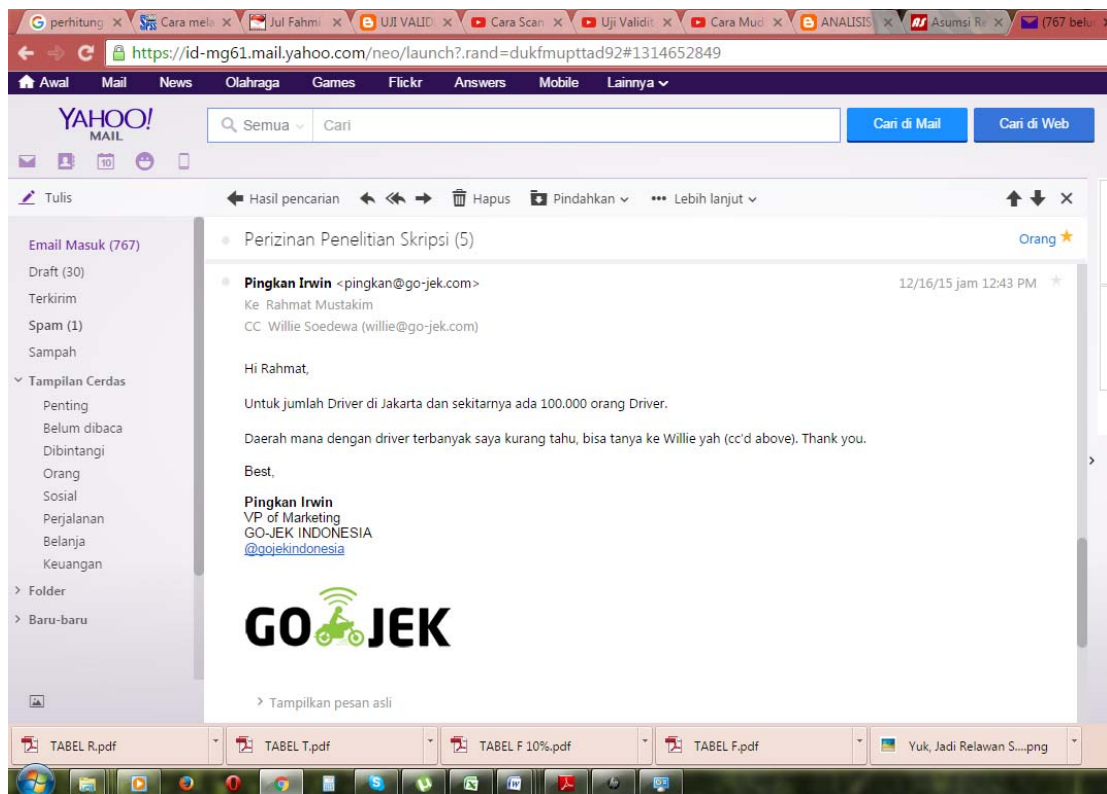 perhitung
Cara mela
Jul Fahmi
UJI VALID
Cara Scan
Uji Validit
Cara Mud
ANALISIS
Asumsi Re
(767 belu
https://id-mg61.mail.yahoo.com/neo/launch?.rand=dukfmupttad92#1314652849
Awal Mail News Olahraga Games Flickr Answers Mobile Lainnya
YAHOO!
MAIL
Semua Cari Cari di Mail Cari di Web
10
Tulis
Hasil pencarian Hapus Pindahkan ••• Lebih lanjut
Email Masuk (767)
Draft (30)
Terkirim
Spam (1)
Sampah
Tampilan Cerdas
Penting
Belum dibaca
Dibintangi
Orang
Sosial
Perjalanan
Belanja
Keuangan
Folder
Baru-baru
Perizinan Penelitian Skripsi (5) Orang
Pingkan Irwin <pingkan@go-jek.com> 12/16/15 jam 12:43 PM
Ke Rahmat Mustakim
CC Willie Soedewa (willie@go-jek.com)
Hi Rahmat,
Untuk jumlah Driver di Jakarta dan sekitarnya ada 100.000 orang Driver.
Daerah mana dengan driver terbanyak saya kurang tahu, bisa tanya ke Willie yah (cc'd above). Thank you.
Best,
Pingkan Irwin
VP of Marketing
GO-JEK INDONESIA
@gojekindonesia
GO JEK
Tampilkan pesan asli
TABEL R.pdf TABEL T.pdf TABEL F 10%.pdf TABEL F.pdf Yuk, Jadi Relawan S....png